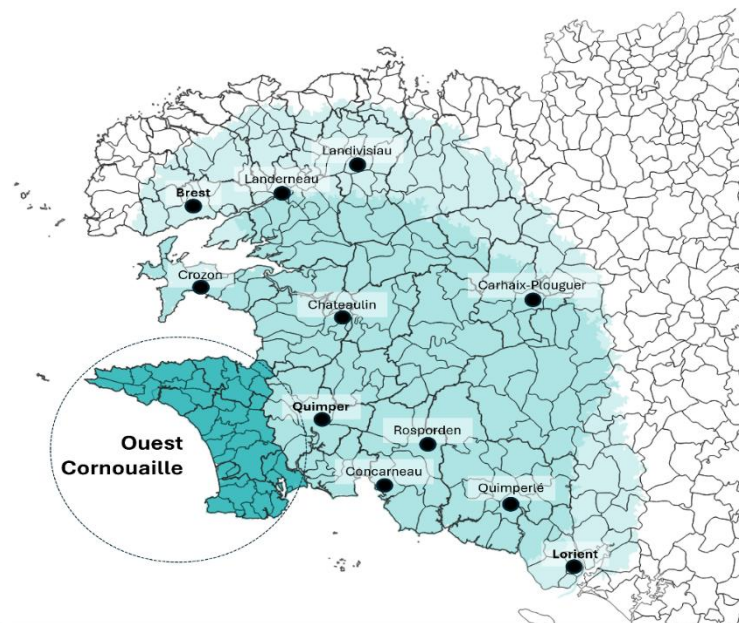 Landivisiau
Landerneau
Brest
Crozon
Carhaix-Plouguer
Chateaulin
Quimper
Ouest
Cornouaille
Rosporden
Concarneau
Quimperlé
Lorient